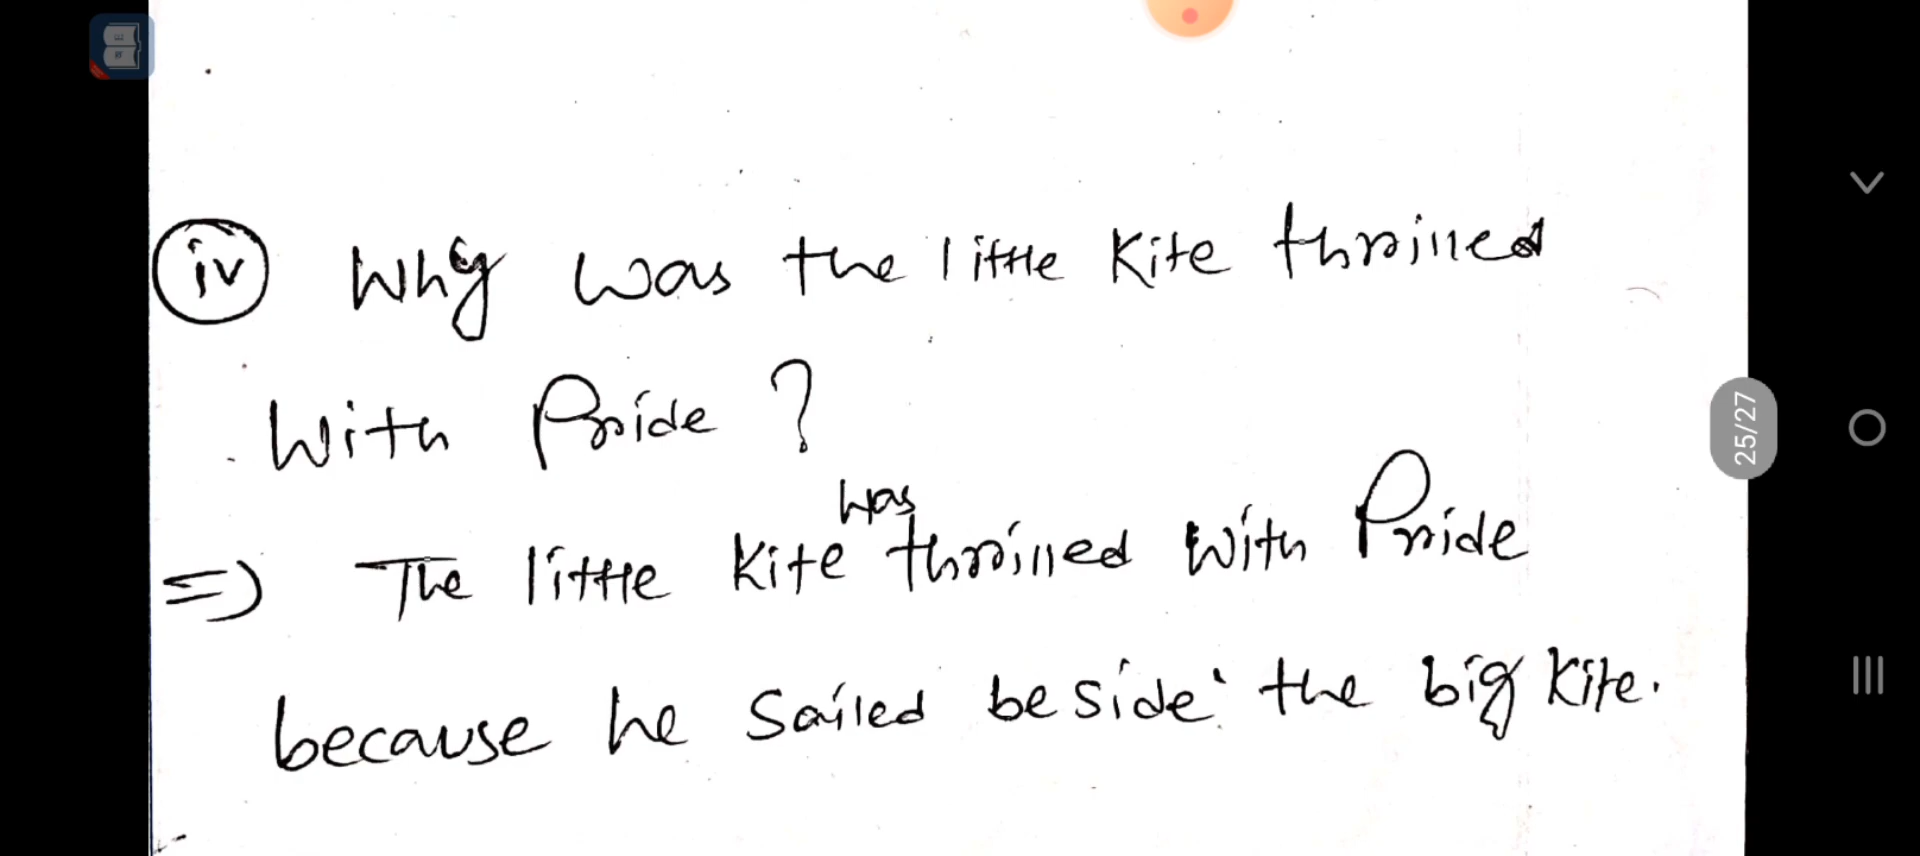 iv Why was the little Kite thrilled
With Pride ?
was
=> The little Kite thrilled with Pride
because he sailed beside the big Kite.
25/27